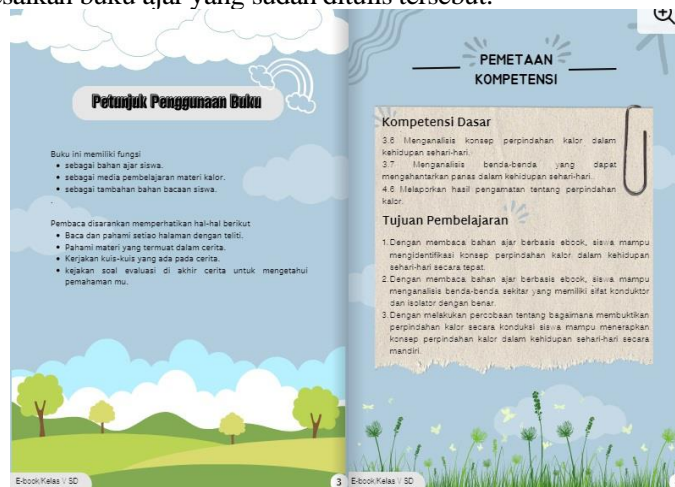 esaikan buku ajar yang sudah ditulis tersebut.
Petunjuk Penggunaan Buku
Buku ini memiliki fungsi
• sebagai bahan ajar siswa.
• sebagai media pembelajaran materi kalor.
• sebagai tambahan bahan bacaan siswa.
.
Pembaca disarankan memperhatikan hal-hal berikut
• Baca dan pahami setiao halaman dengan teliti.
• Pahami materi yang termuat dalam cerita.
• Kerjakan kuis-kuis yang ada pada cerita.
• kejakan soal evaluasi di akhir cerita untuk mengetahui
pemahaman mu.
E-book Kelas V SD
3
PEMETAAN
KOMPETENSI
Kompetensi Dasar
3.6 Menganalisis konsep perpindahan kalor dalam
kehidupan sehari-hari.
3.7 Menganalisis benda-benda yang dapat
mengahantarkan panas dalam kehidupan sehari-hari.
4.6 Melaporkan hasil pengamatan tentang perpindahan
kalor.
Tujuan Pembelajaran
1. Dengan membaca bahan ajar berbasis ebook, siswa mampu
mengidentifikasi konsep perpindahan kalor dalam kehidupan
sehari-hari secara tepat.
2. Dengan membaca bahan ajar berbasis ebook, siswa mampu
menganalisis benda-benda sekitar yang memiliki sifat konduktor
dan isolator dengan benar.
3. Dengan melakukan percobaan tentang bagaimana membuktikan
perpindahan kalor secara konduksi siswa mampu menerapkan
konsep perpindahan kalor dalam kehidupan sehari-hari secara
mandiri.
E-book Kelas V SD